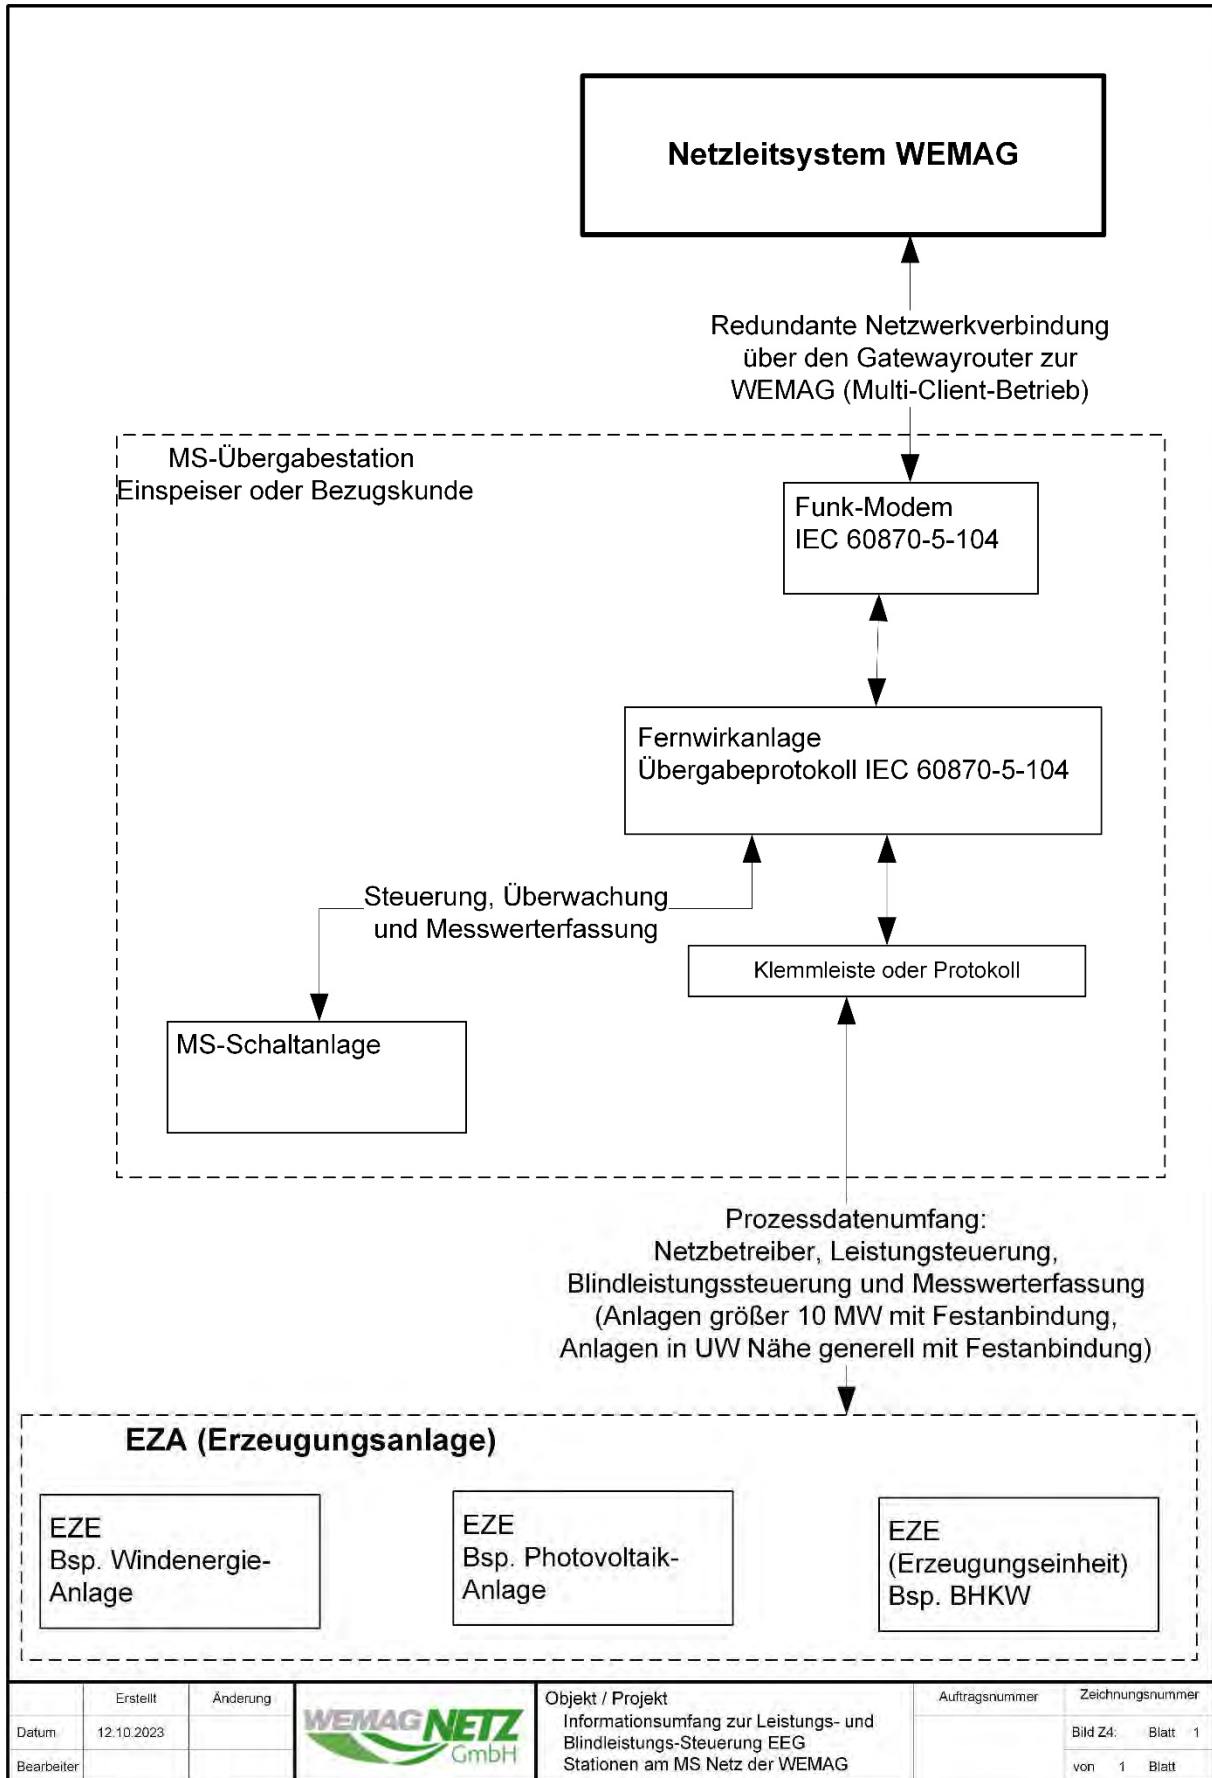 Netzleitsystem WEMAG
Redundante Netzwerkverbindung
über den Gatewayrouter zur
WEMAG (Multi-Client-Betrieb)
MS-Übergabestation
Einspeiser oder Bezugskunde
Funk-Modem
IEC 60870-5-104
Fernwirkanlage
Übergabeprotokoll IEC 60870-5-104
Steuerung, Überwachung
und Messwerterfassung
Klemmleiste oder Protokoll
MS-Schaltanlage
Prozessdatenumfang:
Netzbetreiber, Leistungsteuerung,
Blindleistungssteuerung und Messwerterfassung
(Anlagen größer 10 MW mit Festanbindung,
Anlagen in UW Nähe generell mit Festanbindung)
EZA (Erzeugungsanlage)
EZE
Bsp. Windenergie-
Anlage
EZE
Bsp. Photovoltaik-
Anlage
EZE
(Erzeugungseinheit)
Bsp. BHKW
Erstellt
Änderung
Datum
12.10.2023
Bearbeiter
WEMAG NETZ
GmbH
Objekt / Projekt
Informationsumfang zur Leistungs- und
Blindleistungs-Steuerung EEG
Stationen am MS Netz der WEMAG
Auftragsnummer
Zeichnungsnummer
Bild Z4: Blatt 1
von 1 Blatt